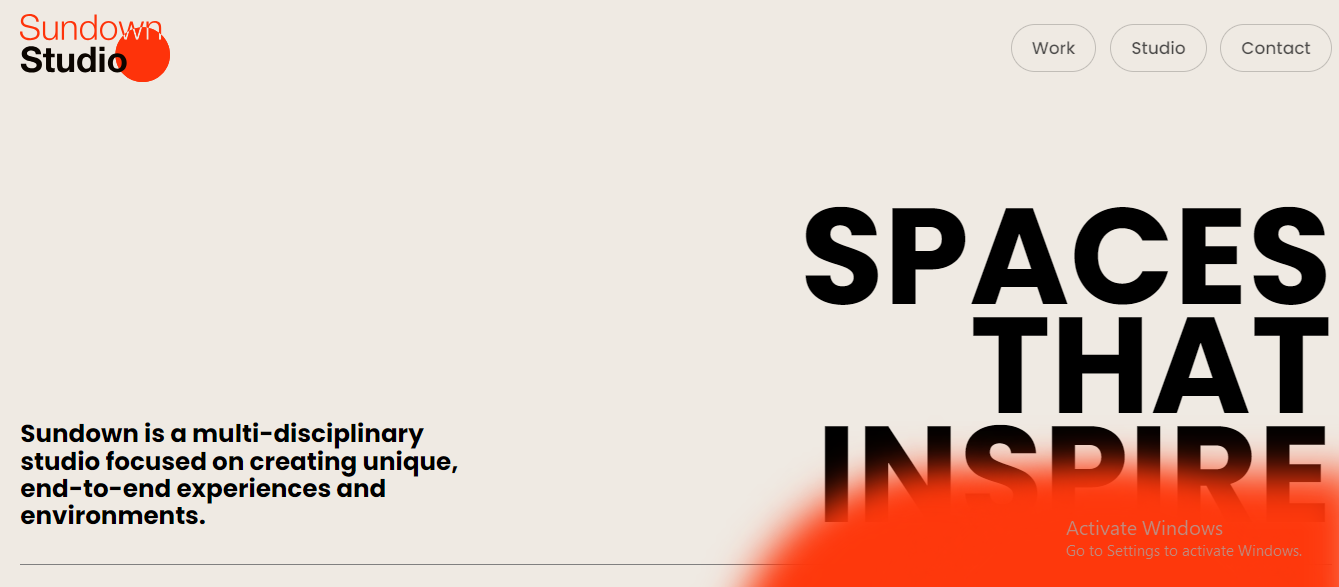 Sundown
Studio
Work
Studio
Contact
SPACES
THAT
INSPIRE
Sundown is a multi-disciplinary
studio focused on creating unique,
end-to-end experiences and
environments.
Activate Windows
Go to Settings to activate Windows.